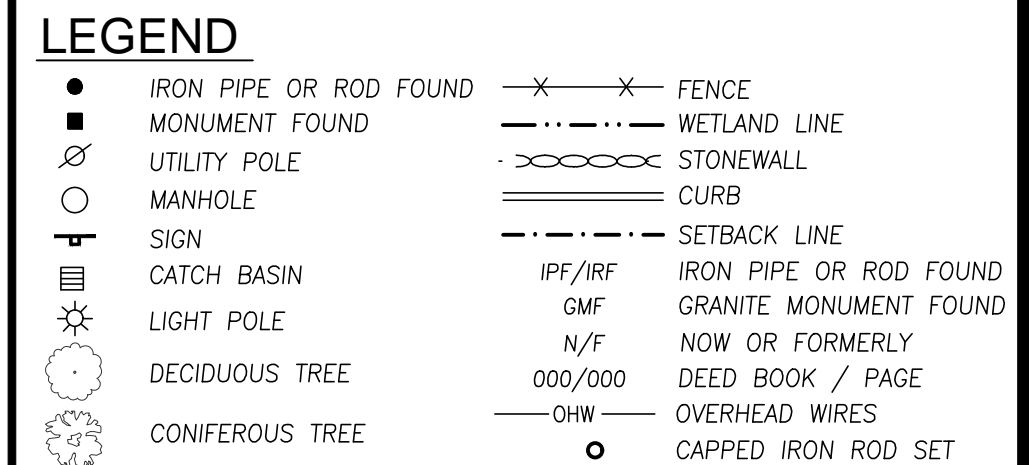 LEGEND
IRON PIPE OR ROD FOUND
MONUMENT FOUND
UTILITY POLE
MANHOLE
SIGN
CATCH BASIN
LIGHT POLE
DECIDUOUS TREE
CONIFEROUS TREE
FENCE
WETLAND LINE
STONEWALL
CURB
SETBACK LINE
IPF/IRF IRON PIPE OR ROD FOUND
GMF GRANITE MONUMENT FOUND
N/F NOW OR FORMERLY
000/000 DEED BOOK / PAGE
OHW OVERHEAD WIRES
CAPPED IRON ROD SET